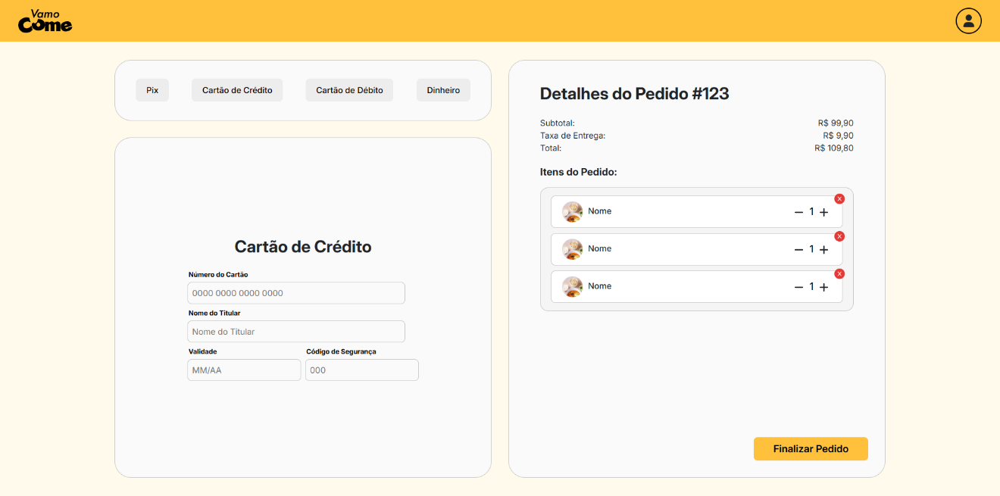 Vamo
Come
Pix
Cartão de Crédito
Cartão de Débito
Dinheiro
Cartão de Crédito
Número do Cartão
0000 0000 0000 0000
Nome do Titular
Nome do Titular
Validade
Código de Segurança
MM/AA
000
Detalhes do Pedido #123
Subtotal: R$ 99,90
Taxa de Entrega: R$ 9,90
Total: R$ 109,80
Itens do Pedido:
X
Nome − 1 +
X
Nome − 1 +
X
Nome − 1 +
Finalizar Pedido